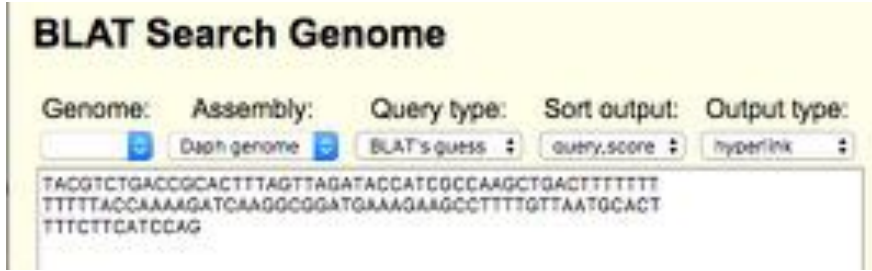 BLAT Search Genome
Genome: Assembly: Query type: Sort output: Output type:
Daph genome BLAT's guess query,score hyperlink
TACGTCTGACCGCACTTTAGTTAGATACCATCGCCAAGCTGACTTTTTTT
TTTTTACCAAAAGATCAAGGCGGATGAAAGAAGCCTTTTGTTAATGCACT
TTTCTTCATCCAG